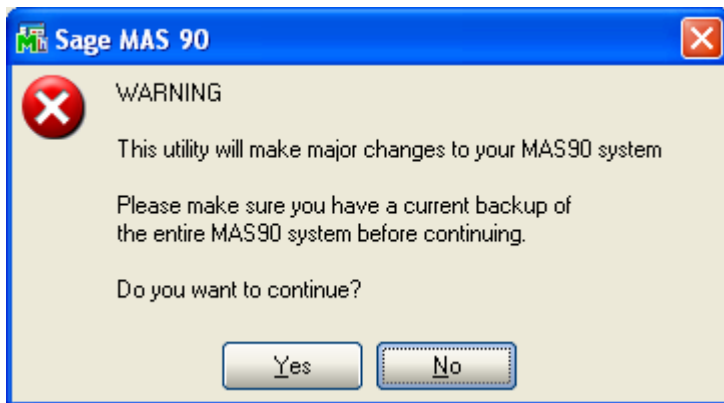 Sage MAS 90
WARNING
This utility will make major changes to your MAS90 system
Please make sure you have a current backup of
the entire MAS90 system before continuing.
Do you want to continue?
Yes
No